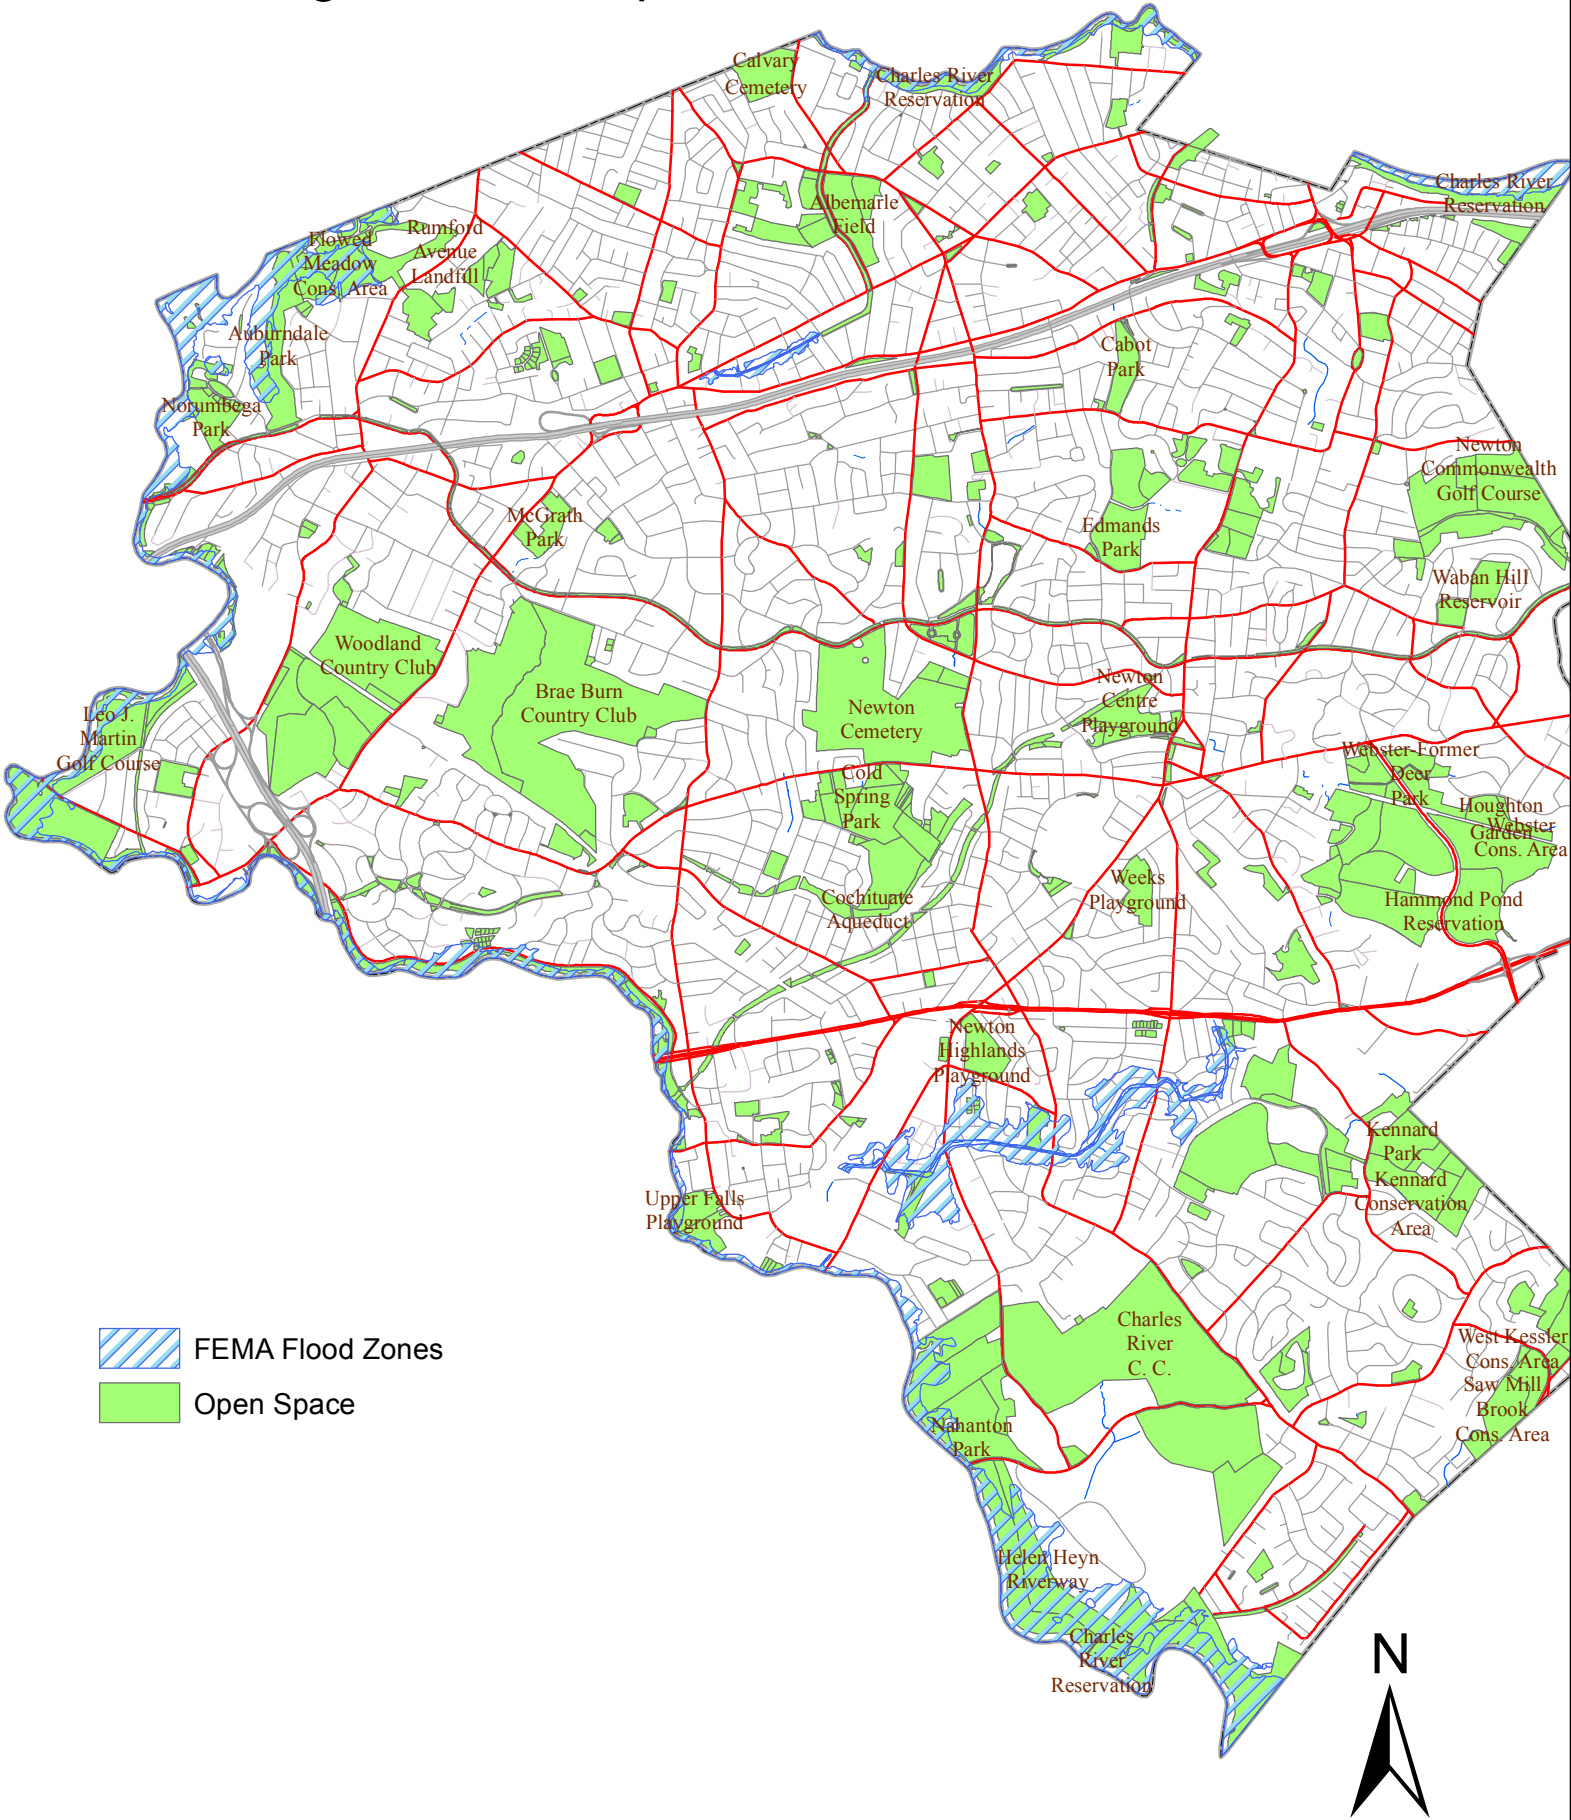 Calvary
Cemetery
Charles River
Reservation
Charles River
Reservation
Albemarle
Field
Flowed
Meadow
Cons. Area
Rumford
Avenue
Landfill
Auburndale
Park
Norumbega
Park
Cabot
Park
Newton
Commonwealth
Golf Course
McGrath
Park
Edmands
Park
Waban Hill
Reservoir
Woodland
Country Club
Brae Burn
Country Club
Newton
Cemetery
Newton
Centre
Playground
Leo J.
Martin
Golf Course
Cold
Spring
Park
Webster-Former
Deer
Park
Houghton
Garden
Webster
Cons. Area
Weeks
Playground
Cochituate
Aqueduct
Hammond Pond
Reservation
Newton
Highlands
Playground
Kennard
Park
Kennard
Conservation
Area
Upper Falls
Playground
Charles
River
C. C.
West Kessler
Cons. Area
Saw Mill
Brook
Cons. Area
FEMA Flood Zones
Open Space
Nahanton
Park
Helen Heyn
Riverway
Charles
River
Reservation
N